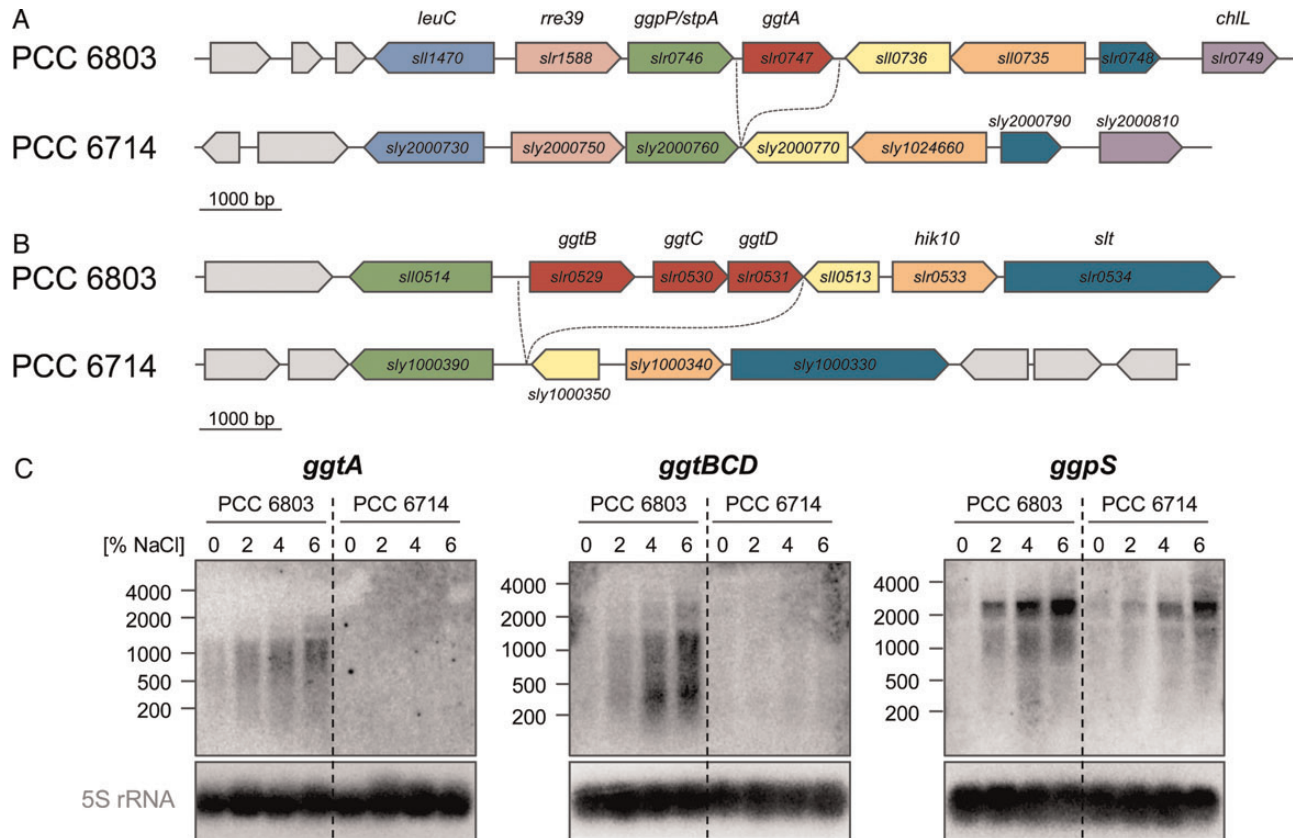 A
leuC rre39 ggpP/stpA ggtA chlL
PCC 6803 sll1470 slr1588 slr0746 slr0747 sll0736 sll0735 slr0748 slr0749
sly2000790 sly2000810
PCC 6714 sly2000730 sly2000750 sly2000760 sly2000770 sly1024660
1000 bp
B
ggtB ggtC ggtD hik10 slt
PCC 6803 sll0514 slr0529 slr0530 slr0531 sll0513 slr0533 slr0534
PCC 6714 sly1000390 sly1000340 sly1000330
sly1000350
1000 bp
C
ggtA ggtBCD ggpS
PCC 6803 PCC 6714 PCC 6803 PCC 6714 PCC 6803 PCC 6714
[% NaCl] 0 2 4 6 0 2 4 6 0 2 4 6 0 2 4 6 0 2 4 6 0 2 4 6
4000 4000 4000
2000 2000 2000
1000 1000 1000
500 500 500
200 200 200
5S rRNA